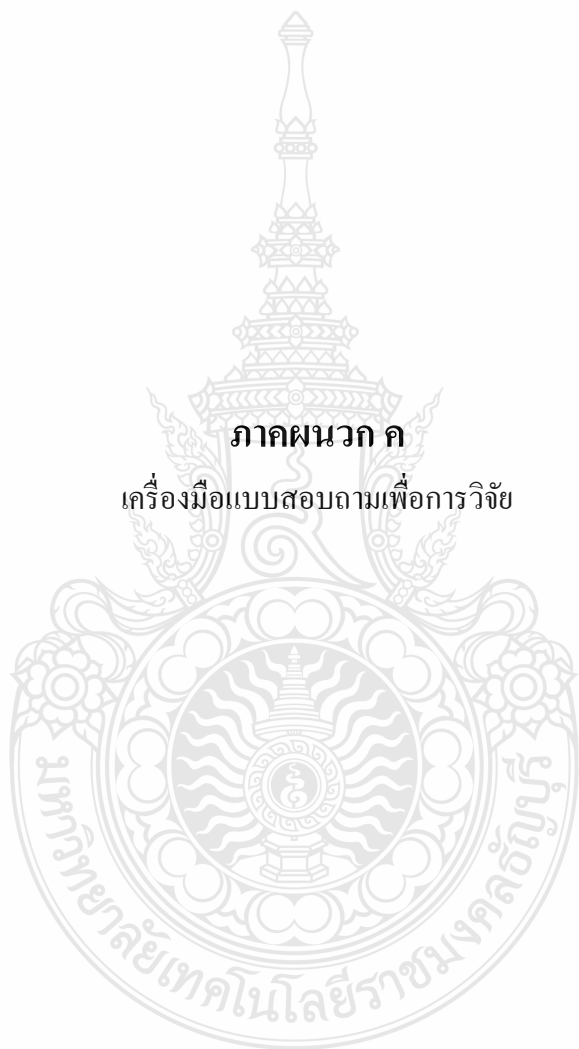 ภาคผนวก ค
เครื่องมือแบบสอบถามเพื่อการวิจัย
มหาวิทยาลัยเทคโนโลยีราชมงคลธัญบุรี